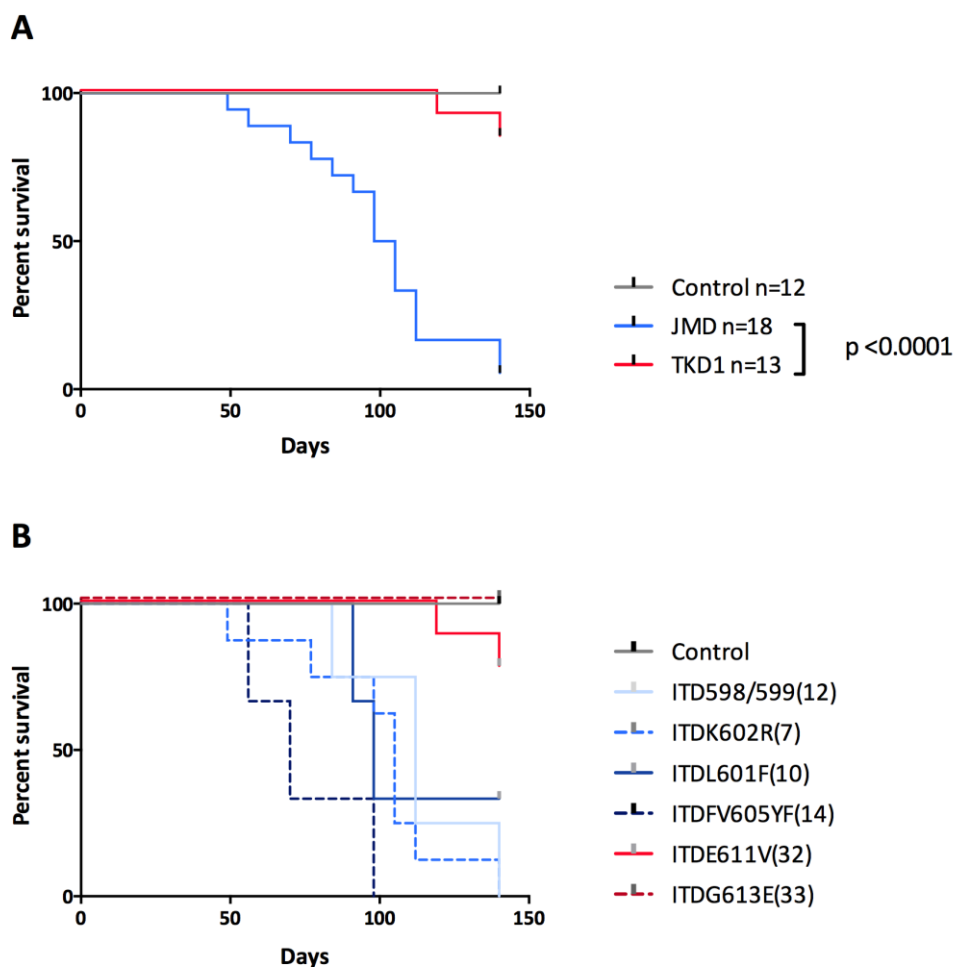 A
Percent survival
100
50
0
0 50 100 150
Days
Control n=12
JMD n=18
TKD1 n=13
p <0.0001
B
Percent survival
100
50
0
0 50 100 150
Days
Control
ITD598/599(12)
ITDK602R(7)
ITDL601F(10)
ITDFV605YF(14)
ITDE611V(32)
ITDG613E(33)